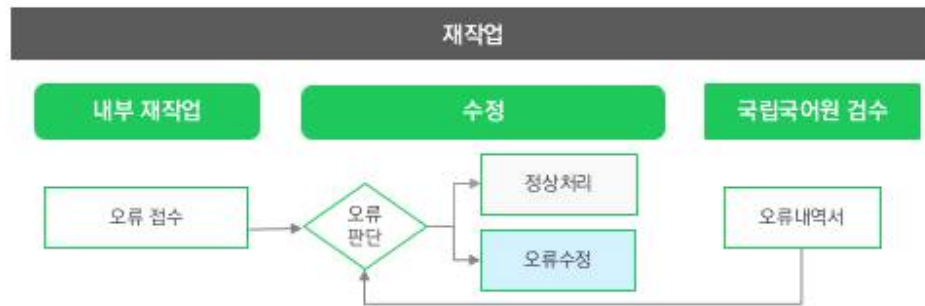 재작업
내부 재작업
수정
국립국어원 검수
오류 접수
오류
판단
정상처리
오류수정
오류내역서